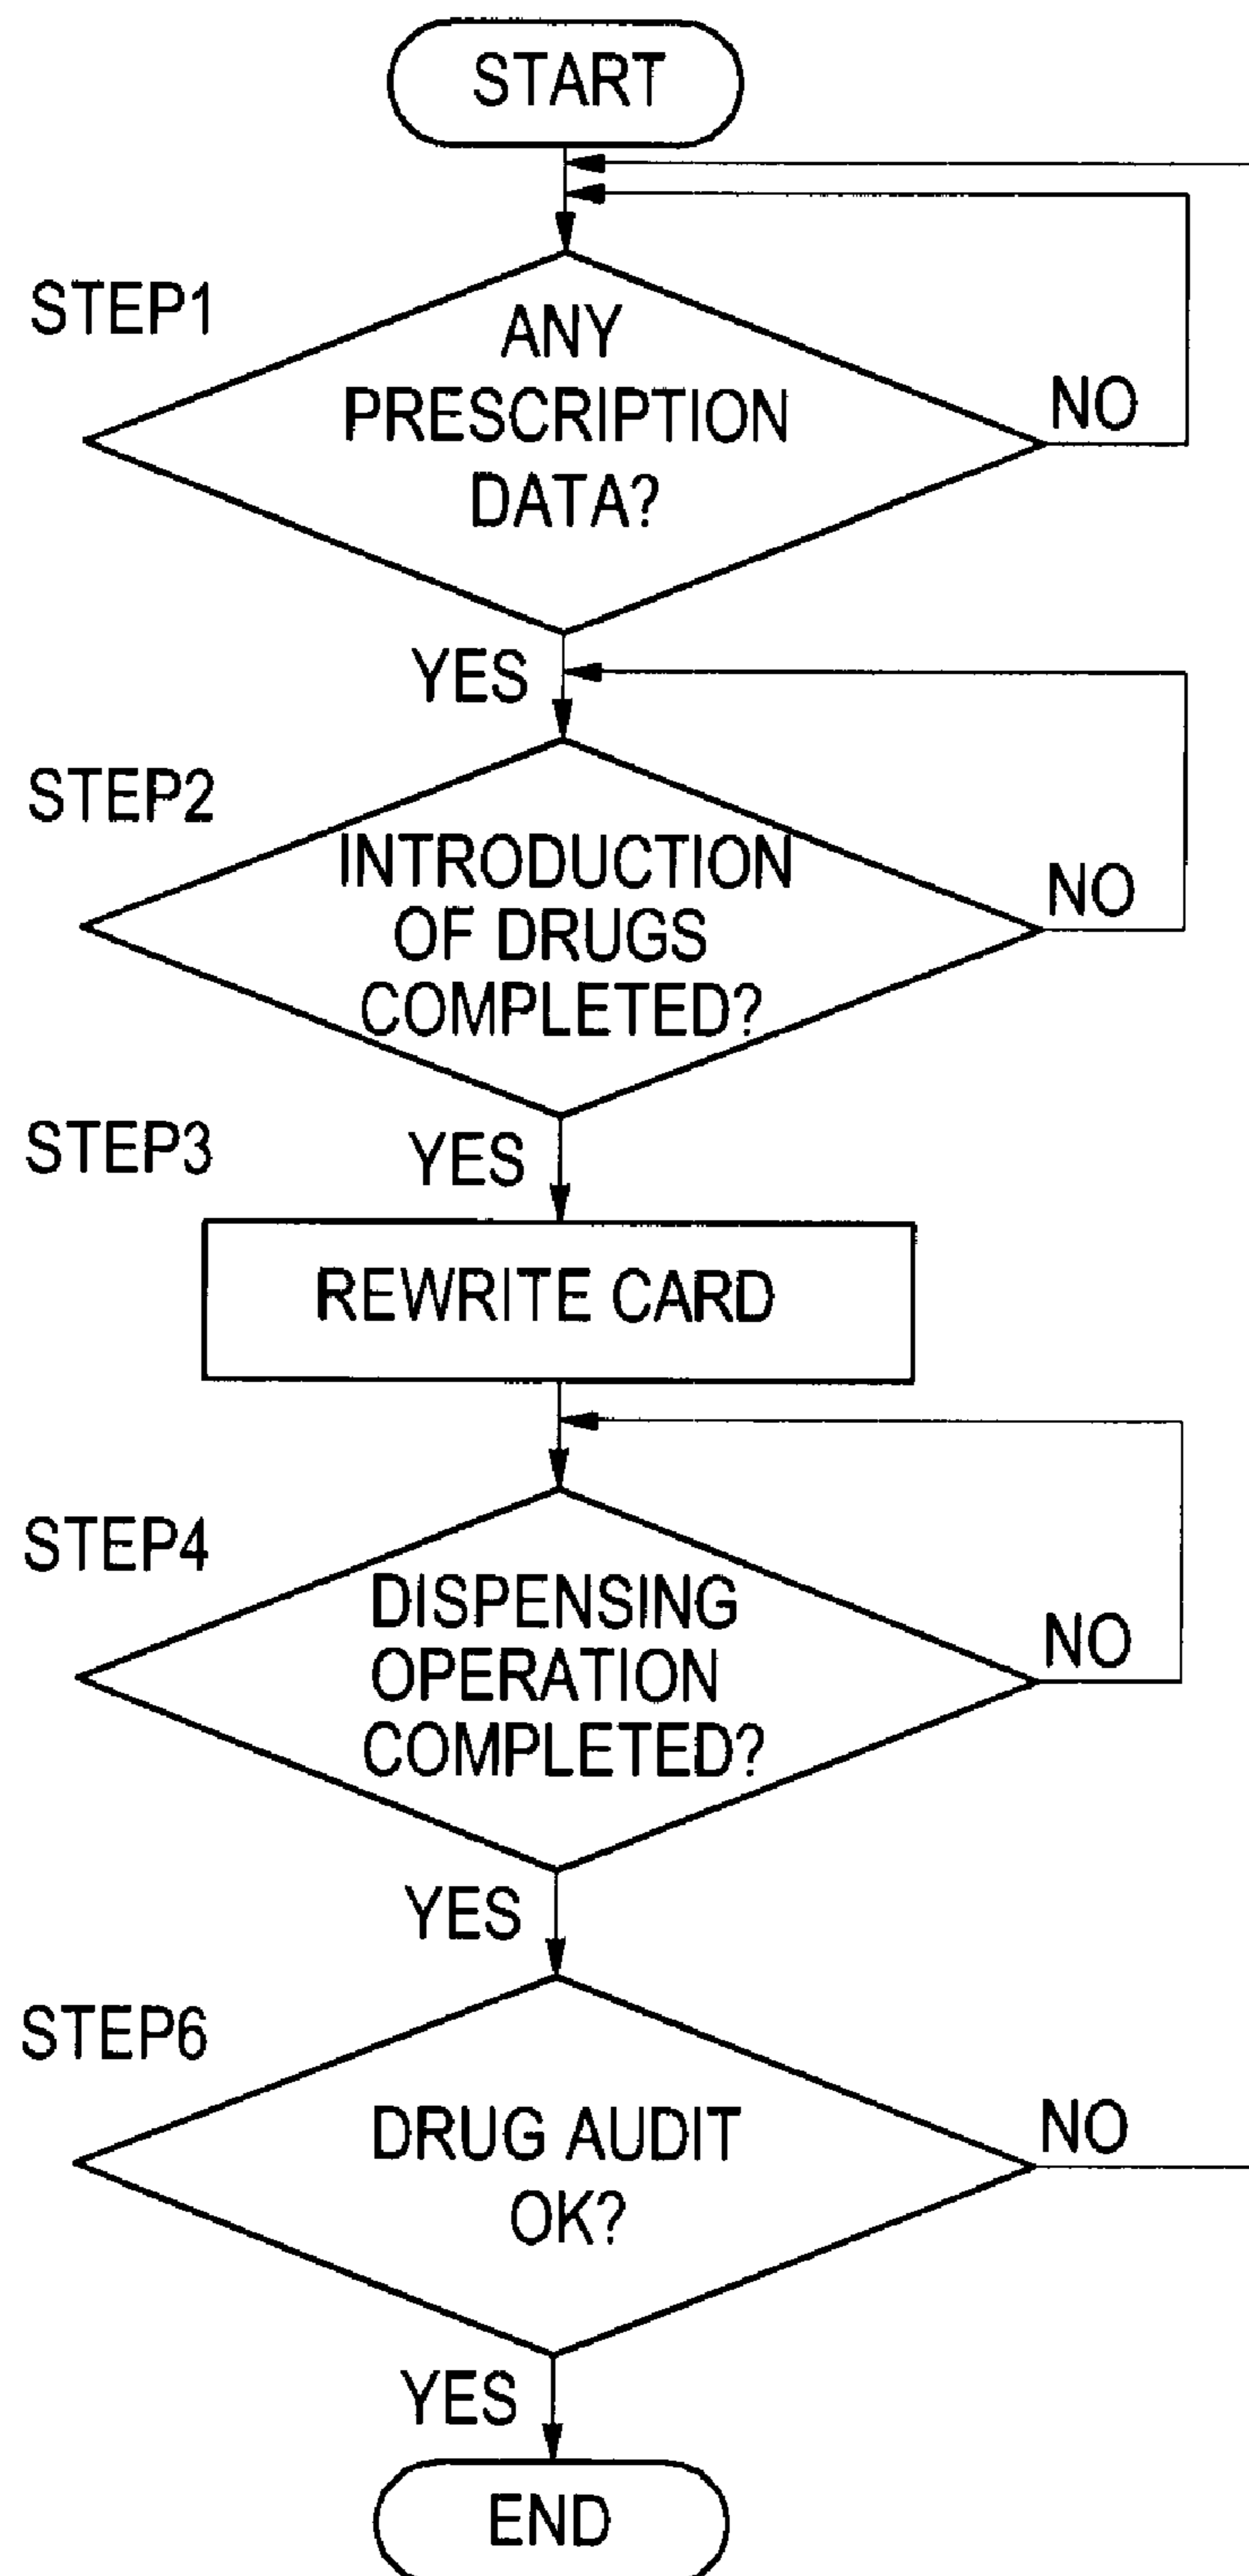 START
STEP1
ANY
PRESCRIPTION
DATA?
NO
YES
STEP2
INTRODUCTION
OF DRUGS
COMPLETED?
NO
STEP3
YES
REWRITE CARD
STEP4
DISPENSING
OPERATION
COMPLETED?
NO
YES
STEP6
DRUG AUDIT
OK?
NO
YES
END